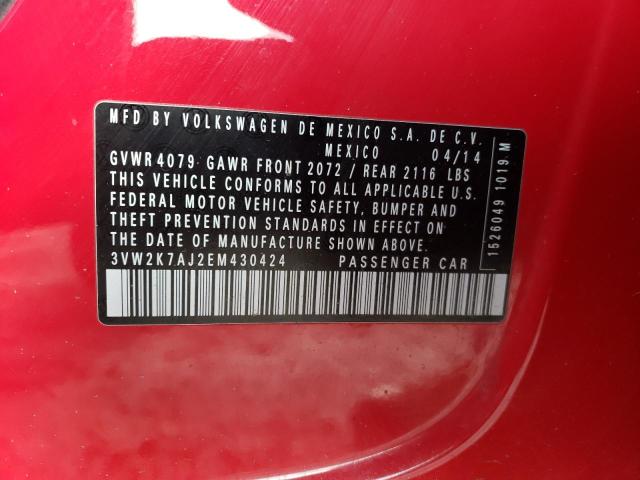 MFD BY VOLKSWAGEN DE MEXICO S.A. DE C.V.
MEXICO 04/14
GVWR 4079 GAWR FRONT 2072 / REAR 2116 LBS
THIS VEHICLE CONFORMS TO ALL APPLICABLE U.S.
FEDERAL MOTOR VEHICLE SAFETY, BUMPER AND
THEFT PREVENTION STANDARDS IN EFFECT ON
THE DATE OF MANUFACTURE SHOWN ABOVE.
3VW2K7AJ2EM430424 PASSENGER CAR
1526049 1019.M